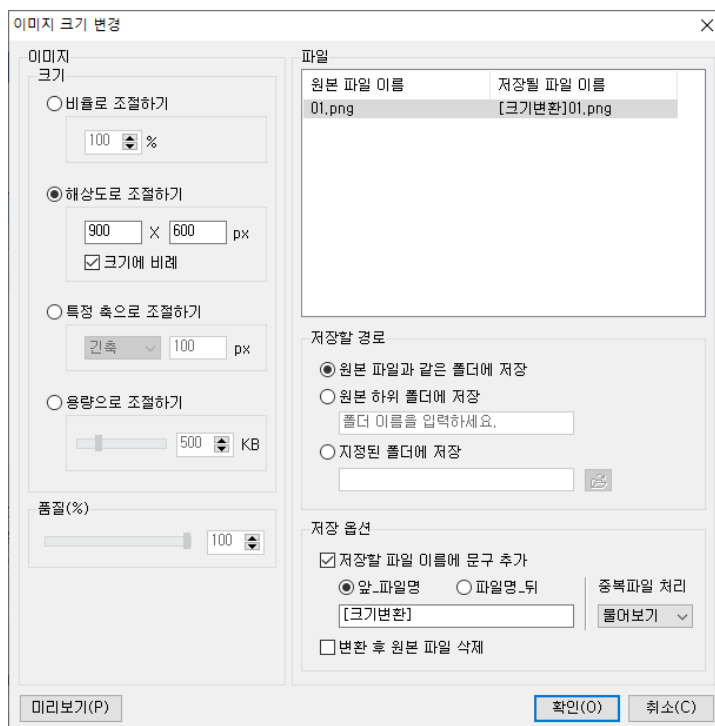 이미지 크기 변경
이미지
크기
비율로 조절하기
100 %
해상도로 조절하기
900 X 600 px
크기에 비례
특정 축으로 조절하기
긴축 100 px
용량으로 조절하기
500 KB
품질(%)
100
파일
원본 파일 이름 저장될 파일 이름
01.png [크기변환]01.png
저장할 경로
원본 파일과 같은 폴더에 저장
원본 하위 폴더에 저장
폴더 이름을 입력하세요.
지정된 폴더에 저장
저장 옵션
저장할 파일 이름에 문구 추가
앞_파일명 파일명_뒤 중복파일 처리
[크기변환] 물어보기
변환 후 원본 파일 삭제
미리보기(P) 확인(O) 취소(C)